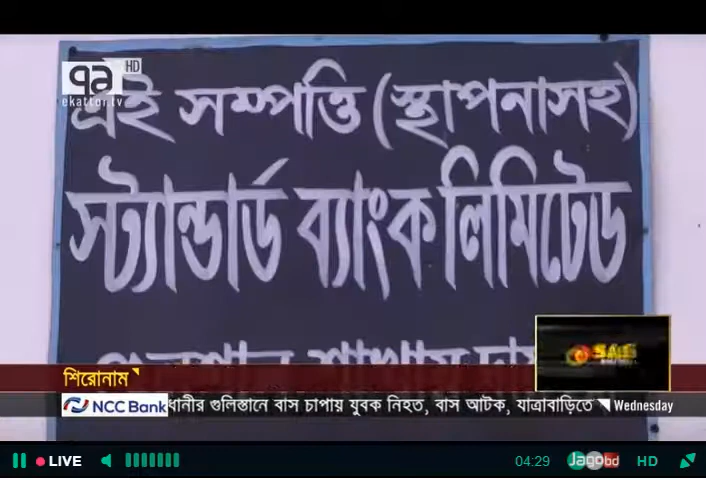 HD
ekattor.tv
এই সম্পত্তি (স্থাপনাসহ)
স্ট্যান্ডার্ড ব্যাংক লিমিটেড
শিরোনাম
NCC Bank
ধানীর গুলিস্তানে বাস চাপায় যুবক নিহত, বাস আটক, যাত্রাবাড়িতে
Wednesday
LIVE
04:29
Jagobd
HD